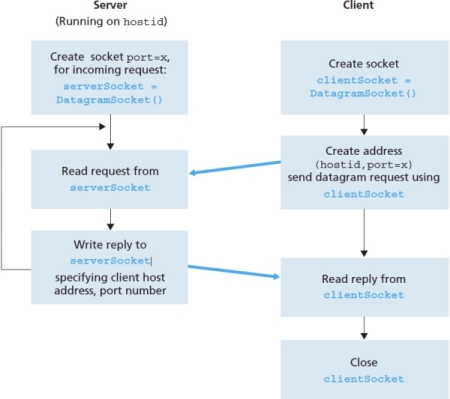 Server
(Running on hostid)
Create socket port=x,
for incoming request:
serverSocket =
DatagramSocket()
Read request from
serverSocket
Write reply to
serverSocket
specifying client host
address, port number
Client
Create socket
clientSocket =
DatagramSocket()
Create address
(hostid,port=x)
send datagram request using
clientSocket
Read reply from
clientSocket
Close
clientSocket